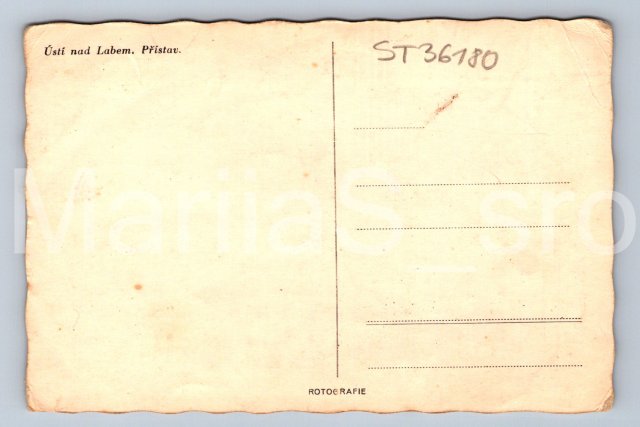 Ústí nad Labem. Přístav.
ST36180
MariiaS_sro
ROTOGRAFIE